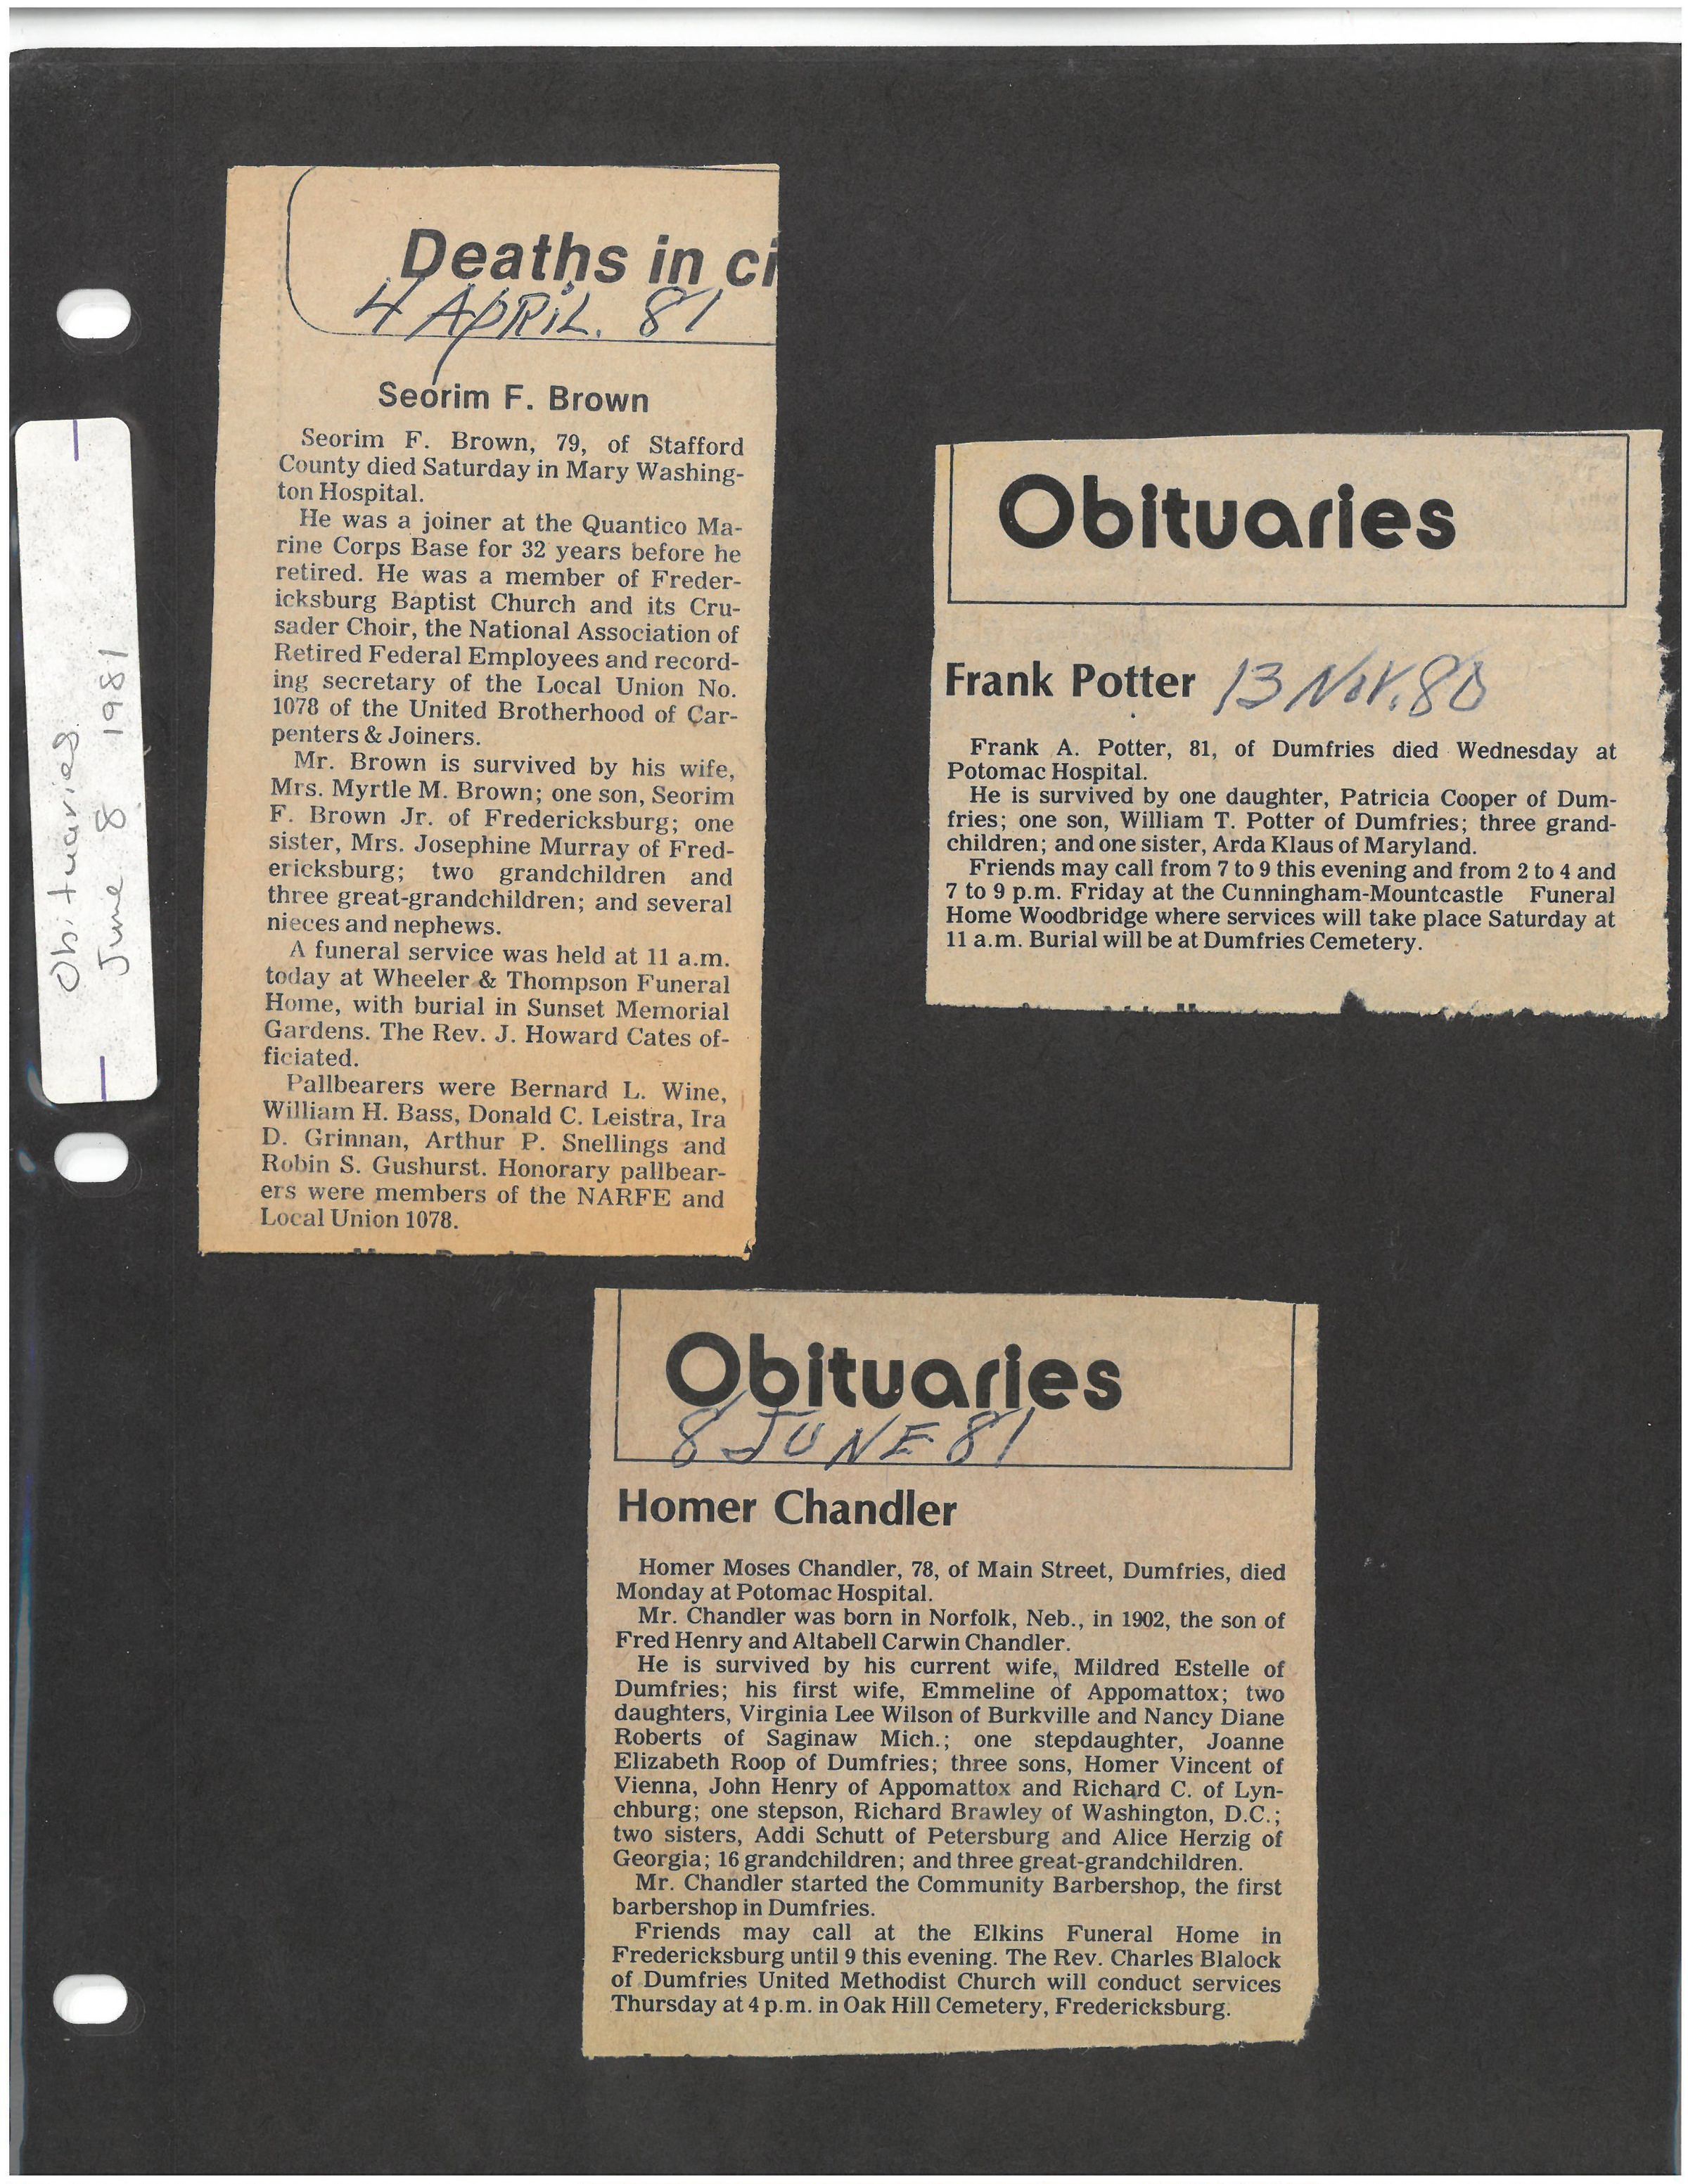 Obituaries
June 8 1981
Deaths in ci
4 APRIL. 81
Seorim F. Brown
Seorim F. Brown, 79, of Stafford
County died Saturday in Mary Washing-
ton Hospital.
He was a joiner at the Quantico Ma-
rine Corps Base for 32 years before he
retired. He was a member of Freder-
icksburg Baptist Church and its Cru-
sader Choir, the National Association of
Retired Federal Employees and record-
ing secretary of the Local Union No.
1078 of the United Brotherhood of Car-
penters & Joiners.
Mr. Brown is survived by his wife,
Mrs. Myrtle M. Brown; one son, Seorim
F. Brown Jr. of Fredericksburg; one
sister, Mrs. Josephine Murray of Fred-
ericksburg; two grandchildren and
three great-grandchildren; and several
nieces and nephews.
A funeral service was held at 11 a.m.
today at Wheeler & Thompson Funeral
Home, with burial in Sunset Memorial
Gardens. The Rev. J. Howard Cates of-
ficiated.
Pallbearers were Bernard L. Wine,
William H. Bass, Donald C. Leistra, Ira
D. Grinnan, Arthur P. Snellings and
Robin S. Gushurst. Honorary pallbear-
ers were members of the NARFE and
Local Union 1078.
Obituaries
Frank Potter 13 Nov. 80
Frank A. Potter, 81, of Dumfries died Wednesday at
Potomac Hospital.
He is survived by one daughter, Patricia Cooper of Dum-
fries; one son, William T. Potter of Dumfries; three grand-
children; and one sister, Arda Klaus of Maryland.
Friends may call from 7 to 9 this evening and from 2 to 4 and
7 to 9 p.m. Friday at the Cunningham-Mountcastle Funeral
Home Woodbridge where services will take place Saturday at
11 a.m. Burial will be at Dumfries Cemetery.
Obituaries
8 JUNE 81
Homer Chandler
Homer Moses Chandler, 78, of Main Street, Dumfries, died
Monday at Potomac Hospital.
Mr. Chandler was born in Norfolk, Neb., in 1902, the son of
Fred Henry and Altabell Carwin Chandler.
He is survived by his current wife, Mildred Estelle of
Dumfries; his first wife, Emmeline of Appomattox; two
daughters, Virginia Lee Wilson of Burkville and Nancy Diane
Roberts of Saginaw Mich.; one stepdaughter, Joanne
Elizabeth Roop of Dumfries; three sons, Homer Vincent of
Vienna, John Henry of Appomattox and Richard C. of Lyn-
chburg; one stepson, Richard Brawley of Washington, D.C.;
two sisters, Addi Schutt of Petersburg and Alice Herzig of
Georgia; 16 grandchildren; and three great-grandchildren.
Mr. Chandler started the Community Barbershop, the first
barbershop in Dumfries.
Friends may call at the Elkins Funeral Home in
Fredericksburg until 9 this evening. The Rev. Charles Blalock
of Dumfries United Methodist Church will conduct services
Thursday at 4 p.m. in Oak Hill Cemetery, Fredericksburg.